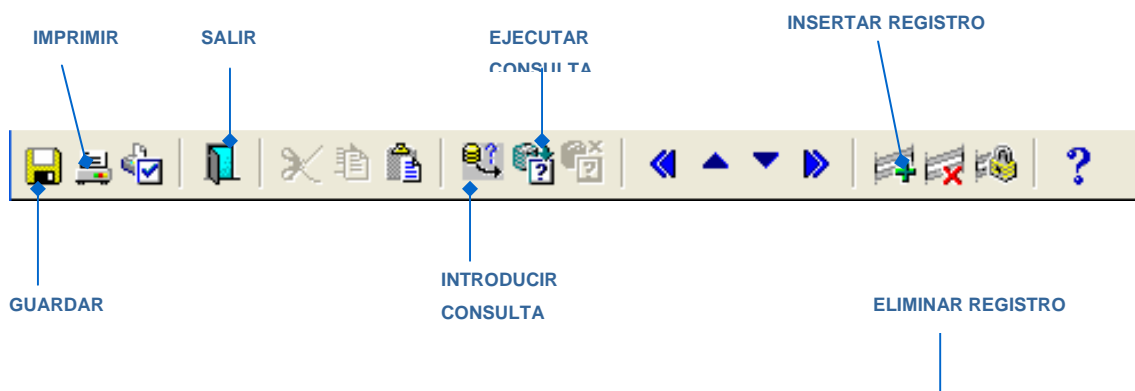 INSERTAR REGISTRO
IMPRIMIR
SALIR
EJECUTAR
CONSULTA
INTRODUCIR
CONSULTA
GUARDAR
ELIMINAR REGISTRO